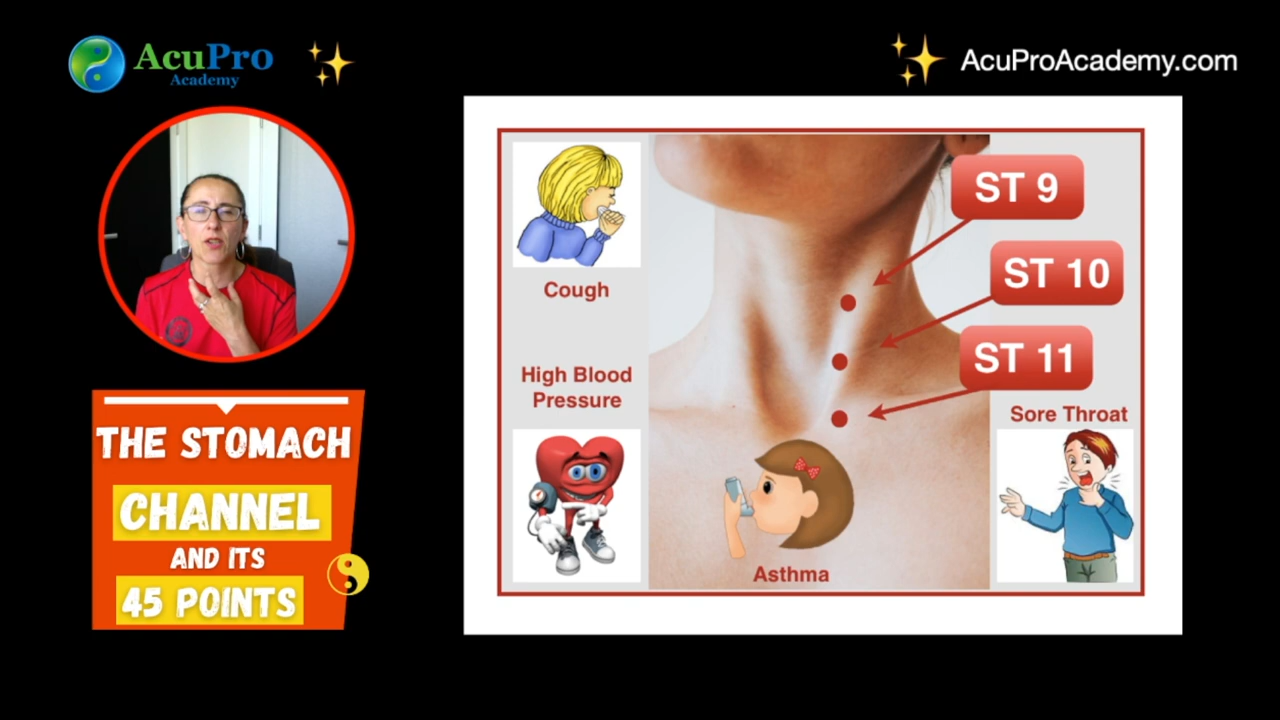 AcuPro
Academy
AcuProAcademy.com
THE STOMACH
CHANNEL
AND ITS
45 POINTS
Cough
High Blood
Pressure
Asthma
ST 9
ST 10
ST 11
Sore Throat